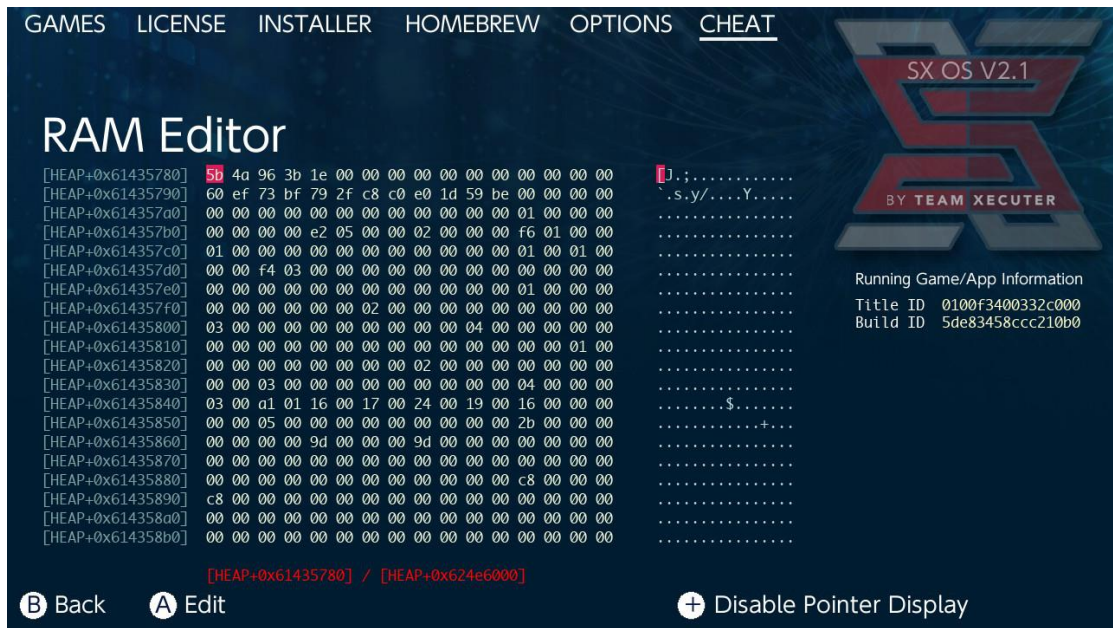 GAMES LICENSE INSTALLER HOMEBREW OPTIONS CHEAT
SX OS V2.1
BY TEAM XECUTER
RAM Editor
[HEAP+0x61435780] 5b 4a 96 3b 1e 00 00 00 00 00 00 00 00 00 00 00 [J.;............
[HEAP+0x61435790] 60 ef 73 bf 79 2f c8 c0 e0 1d 59 be 00 00 00 00 `.s.y/....Y.....
[HEAP+0x614357a0] 00 00 00 00 00 00 00 00 00 00 00 00 01 00 00 00 ................
[HEAP+0x614357b0] 00 00 00 00 e2 05 00 00 02 00 00 00 f6 01 00 00 ................
[HEAP+0x614357c0] 01 00 00 00 00 00 00 00 00 00 00 00 01 00 01 00 ................
[HEAP+0x614357d0] 00 00 f4 03 00 00 00 00 00 00 00 00 00 00 00 00 ................
[HEAP+0x614357e0] 00 00 00 00 00 00 00 00 00 00 00 00 01 00 00 00 ................
[HEAP+0x614357f0] 00 00 00 00 00 00 02 00 00 00 00 00 00 00 00 00 ................
[HEAP+0x61435800] 03 00 00 00 00 00 00 00 00 00 04 00 00 00 00 00 ................
[HEAP+0x61435810] 00 00 00 00 00 00 00 00 00 00 00 00 00 00 01 00 ................
[HEAP+0x61435820] 00 00 00 00 00 00 00 00 02 00 00 00 00 00 00 00 ................
[HEAP+0x61435830] 00 00 03 00 00 00 00 00 00 00 00 00 04 00 00 00 ................
[HEAP+0x61435840] 03 00 a1 01 16 00 17 00 24 00 19 00 16 00 00 00 ........$.......
[HEAP+0x61435850] 00 00 05 00 00 00 00 00 00 00 00 00 2b 00 00 00 ............+...
[HEAP+0x61435860] 00 00 00 00 9d 00 00 00 9d 00 00 00 00 00 00 00 ................
[HEAP+0x61435870] 00 00 00 00 00 00 00 00 00 00 00 00 00 00 00 00 ................
[HEAP+0x61435880] 00 00 00 00 00 00 00 00 00 00 00 00 c8 00 00 00 ................
[HEAP+0x61435890] c8 00 00 00 00 00 00 00 00 00 00 00 00 00 00 00 ................
[HEAP+0x614358a0] 00 00 00 00 00 00 00 00 00 00 00 00 00 00 00 00 ................
[HEAP+0x614358b0] 00 00 00 00 00 00 00 00 00 00 00 00 00 00 00 00 ................
Running Game/App Information
Title ID 0100f3400332c000
Build ID 5de83458ccc210b0
[HEAP+0x61435780] / [HEAP+0x624e6000]
B Back A Edit + Disable Pointer Display